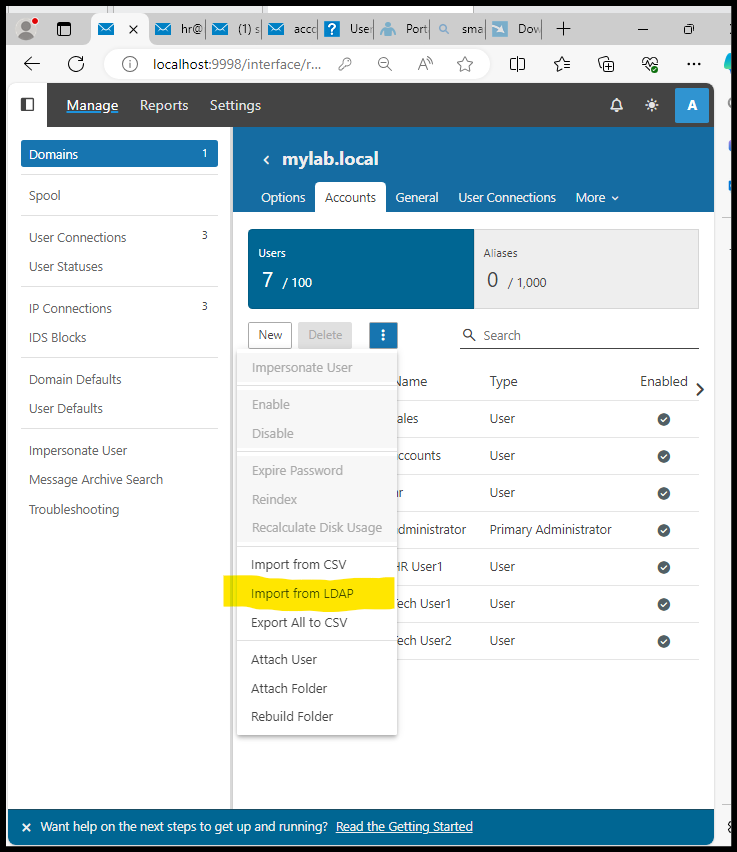 hr@
(1) s
acco
User
Port
sma
Dow
localhost:9998/interface/r...
Manage Reports Settings
A
Domains 1
Spool
User Connections 3
User Statuses
IP Connections 3
IDS Blocks
Domain Defaults
User Defaults
Impersonate User
Message Archive Search
Troubleshooting
mylab.local
Options Accounts General User Connections More
Users
7 / 100
Aliases
0 / 1,000
New Delete
Search
Impersonate User
Enable
Disable
Expire Password
Reindex
Recalculate Disk Usage
Import from CSV
Import from LDAP
Export All to CSV
Attach User
Attach Folder
Rebuild Folder
Name Type Enabled
ales User
ccounts User
r User
dministrator Primary Administrator
HR User1 User
Tech User1 User
Tech User2 User
Want help on the next steps to get up and running? Read the Getting Started